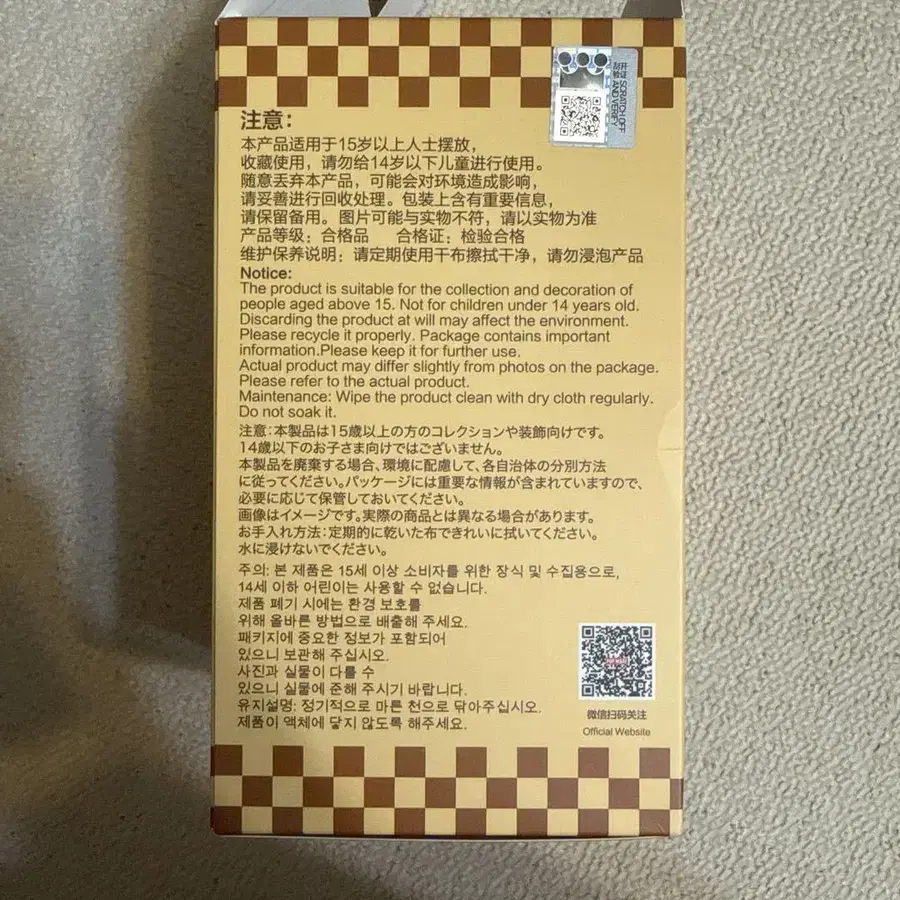 刮开验证 SCRATCH OFF AND VERIFY
注意：
本产品适用于15岁以上人士摆放，
收藏使用，请勿给14岁以下儿童进行使用。
随意丢弃本产品，可能会对环境造成影响，
请妥善进行回收处理。包装上含有重要信息，
请保留备用。图片可能与实物不符，请以实物为准
产品等级：合格品 合格证：检验合格
维护保养说明：请定期使用干布擦拭干净，请勿浸泡产品
Notice:
The product is suitable for the collection and decoration of
people aged above 15. Not for children under 14 years old.
Discarding the product at will may affect the environment.
Please recycle it properly. Package contains important
information.Please keep it for further use.
Actual product may differ slightly from photos on the package.
Please refer to the actual product.
Maintenance: Wipe the product clean with dry cloth regularly.
Do not soak it.
注意：本製品は15歳以上の方のコレクションや装飾向けです。
14歳以下のお子さま向けではございません。
本製品を廃棄する場合、環境に配慮して、各自治体の分別方法
に従ってください。パッケージには重要な情報が含まれていますので、
必要に応じて保管しておいてください。
画像はイメージです。実際の商品とは異なる場合があります。
お手入れ方法：定期的に乾いた布できれいに拭いてください。
水に浸けないでください。
주의: 본 제품은 15세 이상 소비자를 위한 장식 및 수집용으로,
14세 이하 어린이는 사용할 수 없습니다.
제품 폐기 시에는 환경 보호를
위해 올바른 방법으로 배출해 주세요.
패키지에 중요한 정보가 포함되어
있으니 보관해 주십시오.
사진과 실물이 다를 수
있으니 실물에 준해 주시기 바랍니다.
유지설명: 정기적으로 마른 천으로 닦아주십시오.
제품이 액체에 닿지 않도록 해주세요.
微信扫码关注
Official Website